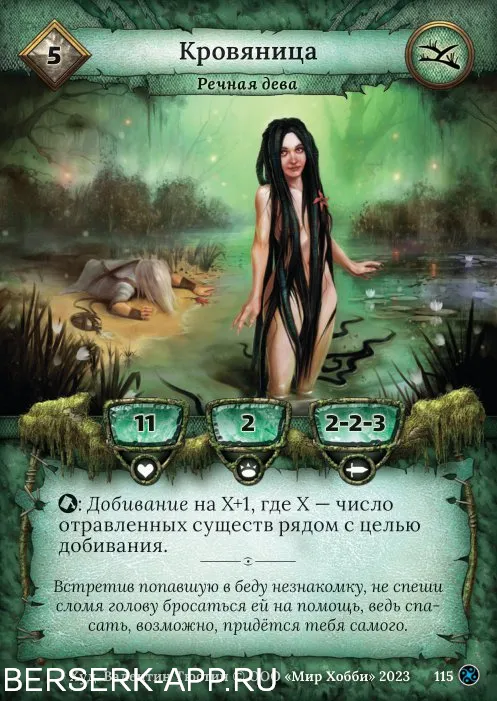 5
Кровяница
Речная дева
11
2
2-2-3
: Добивание на X+1, где X — число
отравленных существ рядом с целью
добивания.
Встретив попавшую в беду незнакомку, не спеши
сломя голову бросаться ей на помощь, ведь спа-
сать, возможно, придётся тебя самого.
ООО «Мир Хобби» 2023
115
BERSERK-APP.RU